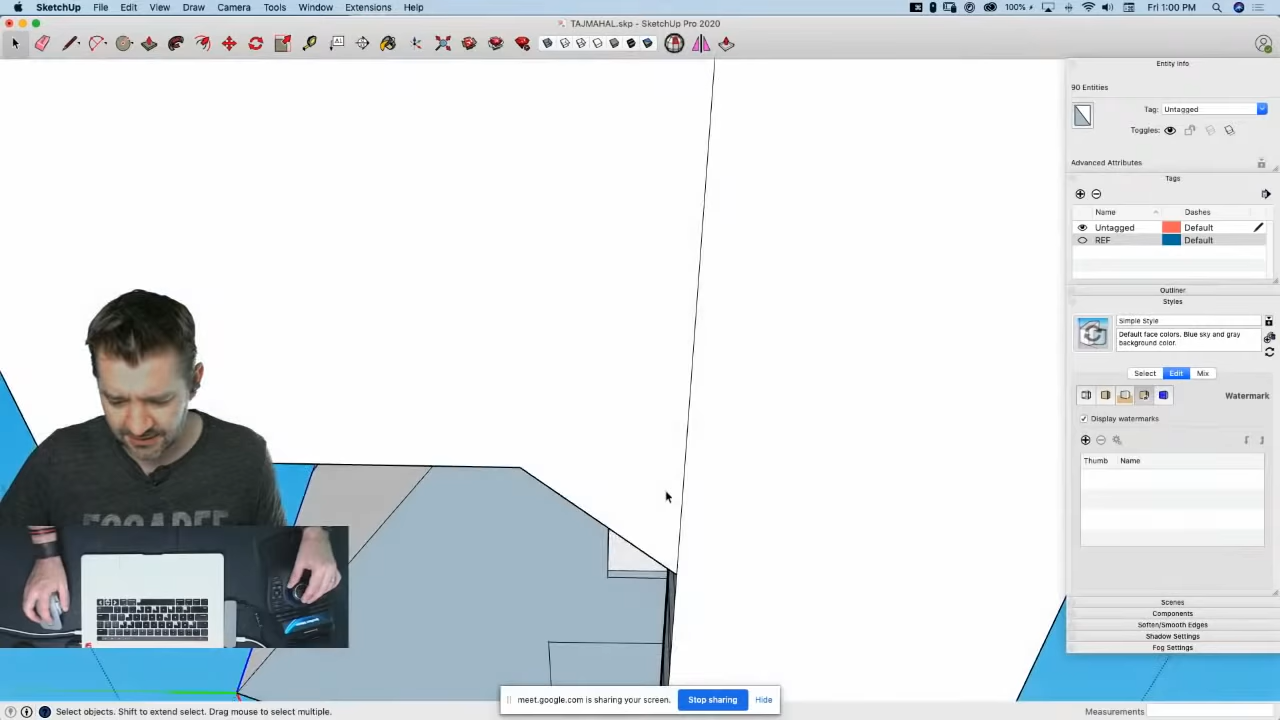 SketchUp File Edit View Draw Camera Tools Window Extensions Help 100% Fri 1:00 PM
TAJMAHAL.skp - SketchUp Pro 2020
Entity Info
90 Entities
Tag: Untagged
Toggles:
Advanced Attributes
Tags
Name Dashes
Untagged Default
REF Default
Outliner
Styles
Simple Style
Default face colors. Blue sky and gray
background color.
Select Edit Mix
Watermark
Display watermarks
Thumb Name
Scenes
Components
Soften/Smooth Edges
Shadow Settings
Fog Settings
meet.google.com is sharing your screen. Stop sharing Hide
Select objects. Shift to extend select. Drag mouse to select multiple. Measurements